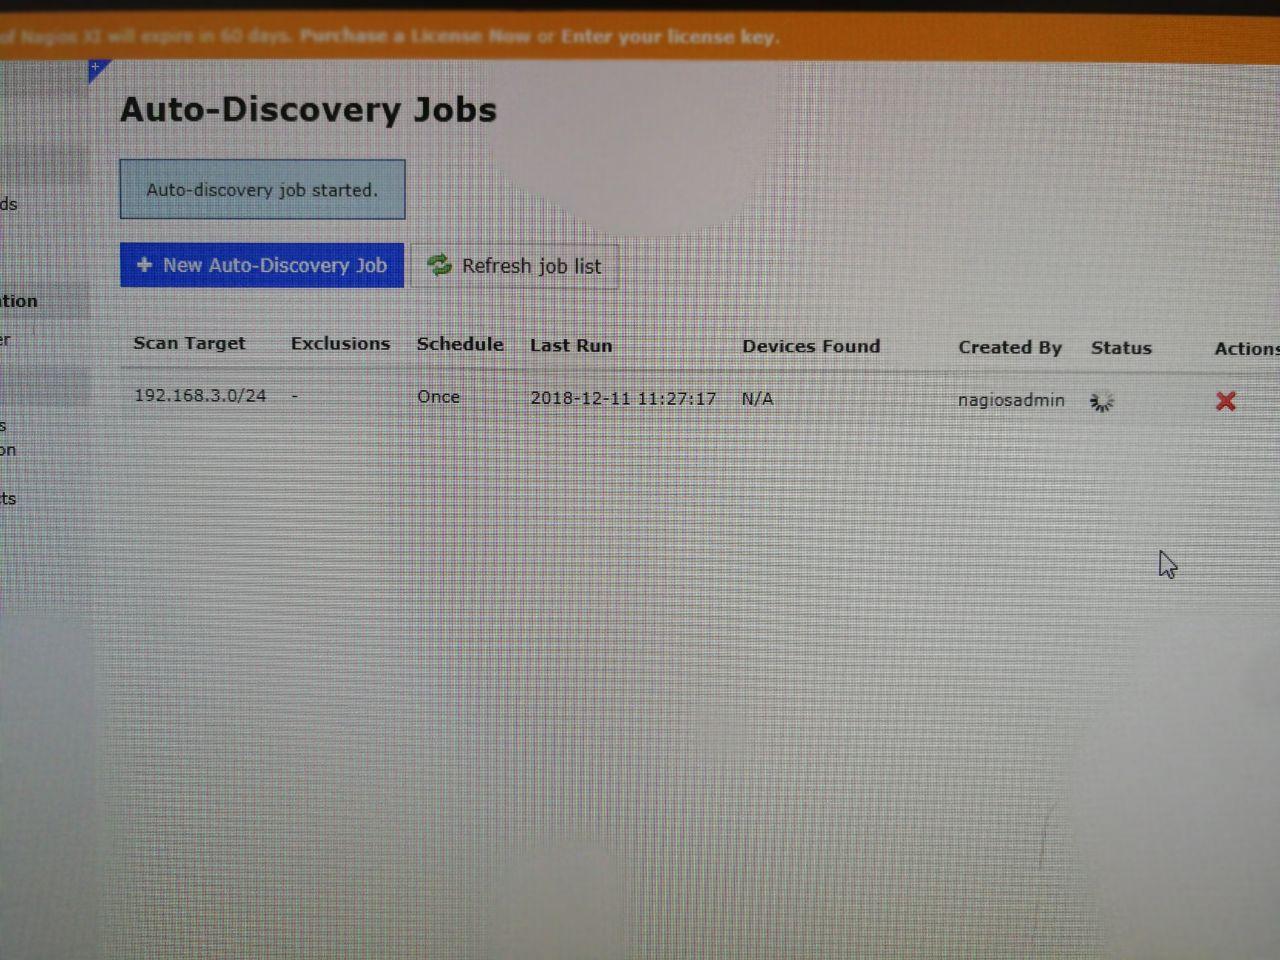 of Nagios XI will expire in 60 days. Purchase a License Now or Enter your license key.
Auto-Discovery Jobs
Auto-discovery job started.
New Auto-Discovery Job Refresh job list
Scan Target Exclusions Schedule Last Run Devices Found Created By Status Actions
192.168.3.0/24 - Once 2018-12-11 11:27:17 N/A nagiosadmin
ds
tion
er
s
on
ts